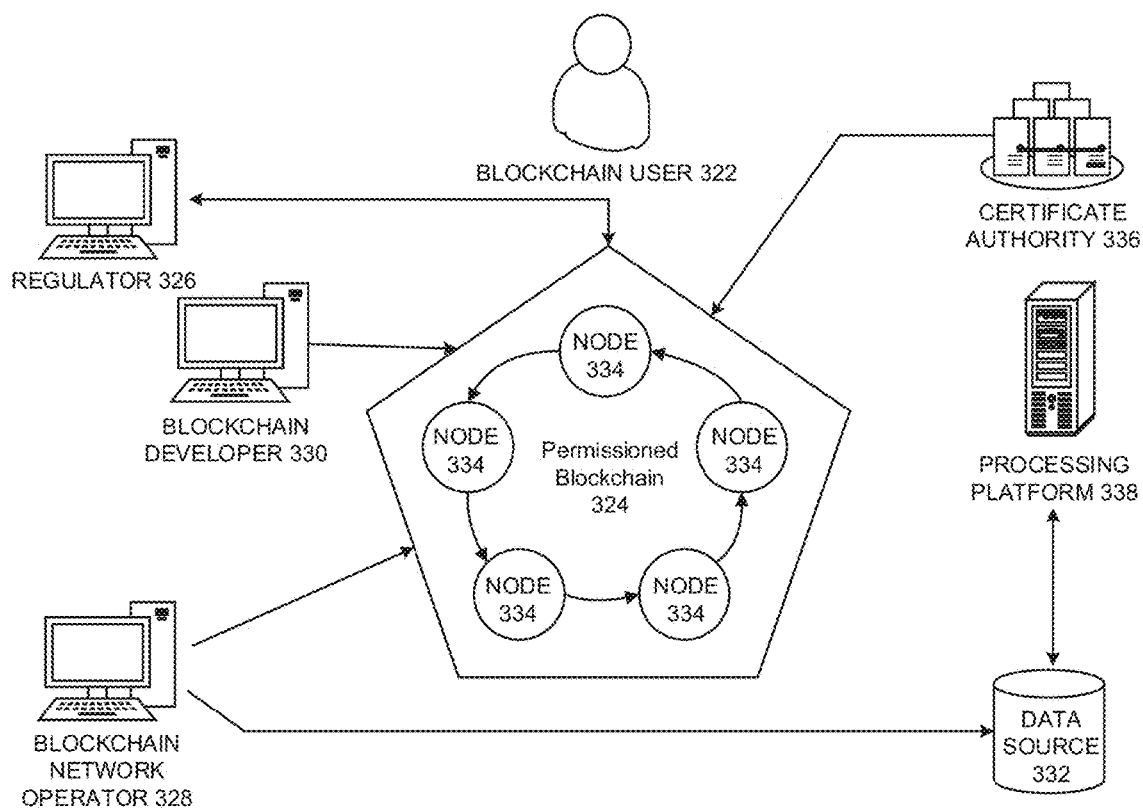 BLOCKCHAIN USER 322
REGULATOR 326
CERTIFICATE
AUTHORITY 336
BLOCKCHAIN
DEVELOPER 330
NODE
334
NODE
334
NODE
334
Permissioned
Blockchain
324
NODE
334
NODE
334
PROCESSING
PLATFORM 338
BLOCKCHAIN
NETWORK
OPERATOR 328
DATA
SOURCE
332